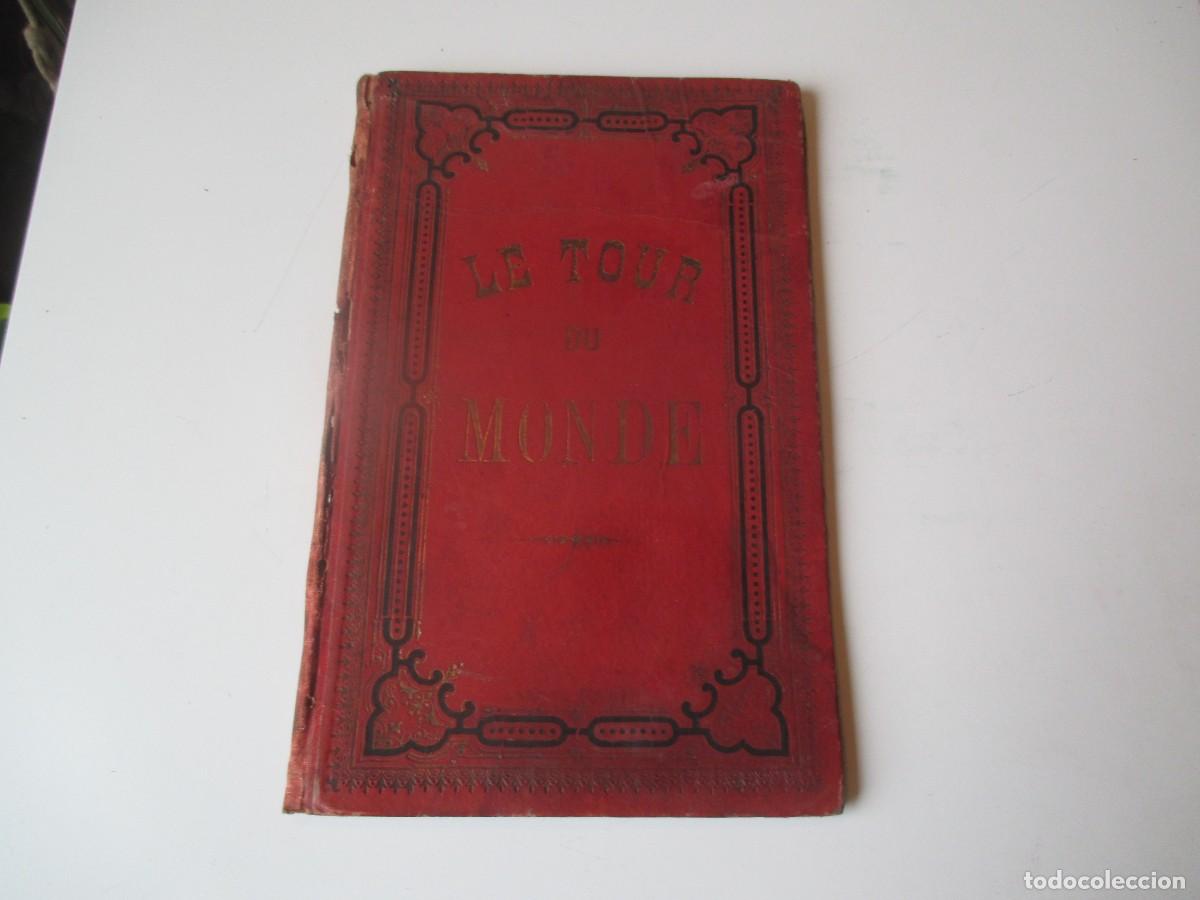 LE TOUR
DU
MONDE
todocoleccion